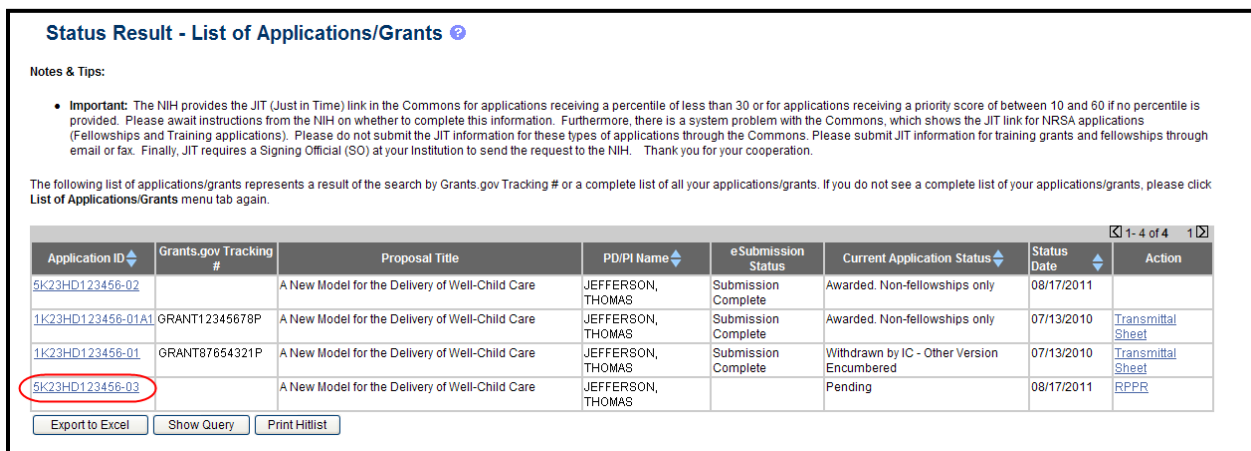 Status Result - List of Applications/Grants ?
Notes & Tips:
• Important: The NIH provides the JIT (Just in Time) link in the Commons for applications receiving a percentile of less than 30 or for applications receiving a priority score of between 10 and 60 if no percentile is
provided. Please await instructions from the NIH on whether to complete this information. Furthermore, there is a system problem with the Commons, which shows the JIT link for NRSA applications
(Fellowships and Training applications). Please do not submit the JIT information for these types of applications through the Commons. Please submit JIT information for training grants and fellowships through
email or fax. Finally, JIT requires a Signing Official (SO) at your Institution to send the request to the NIH. Thank you for your cooperation.
The following list of applications/grants represents a result of the search by Grants.gov Tracking # or a complete list of all your applications/grants. If you do not see a complete list of your applications/grants, please click
List of Applications/Grants menu tab again.
1- 4 of 4 1
Application ID Grants.gov Tracking # Proposal Title PD/PI Name eSubmission Status Current Application Status Status Date Action
5K23HD123456-02 A New Model for the Delivery of Well-Child Care JEFFERSON, THOMAS Submission Complete Awarded. Non-fellowships only 08/17/2011
1K23HD123456-01A1 GRANT12345678P A New Model for the Delivery of Well-Child Care JEFFERSON, THOMAS Submission Complete Awarded. Non-fellowships only 07/13/2010 Transmittal Sheet
1K23HD123456-01 GRANT87654321P A New Model for the Delivery of Well-Child Care JEFFERSON, THOMAS Submission Complete Withdrawn by IC - Other Version Encumbered 07/13/2010 Transmittal Sheet
5K23HD123456-03 A New Model for the Delivery of Well-Child Care JEFFERSON, THOMAS Pending 08/17/2011 RPPR
Export to Excel Show Query Print Hitlist